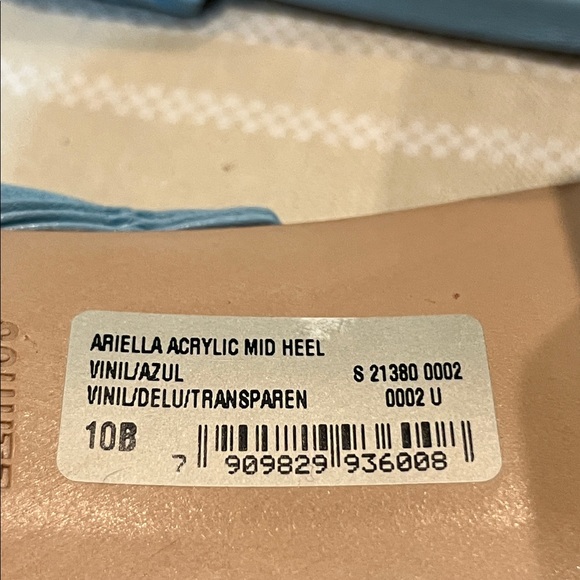 ARIELLA ACRYLIC MID HEEL
VINIL/AZUL S 21380 0002
VINIL/DELU/TRANSPAREN 0002 U
10B
7 909829 936008